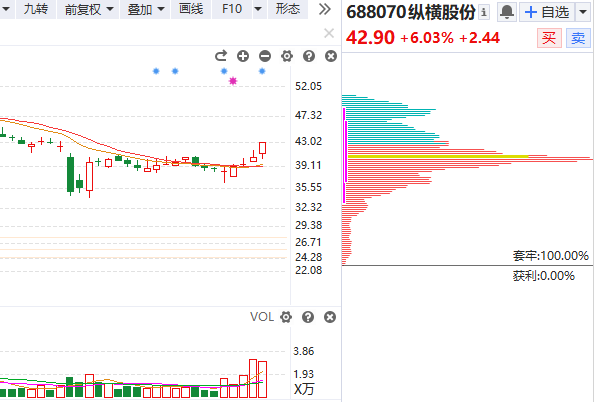 九转 前复权 叠加 画线 F10 形态
688070纵横股份 自选
42.90 +6.03% +2.44 买 卖
52.05
47.32
43.02
39.11
35.55
32.32
29.38
26.71
24.28
22.08
套牢:100.00%
获利:0.00%
VOL
3.86
1.93
X万